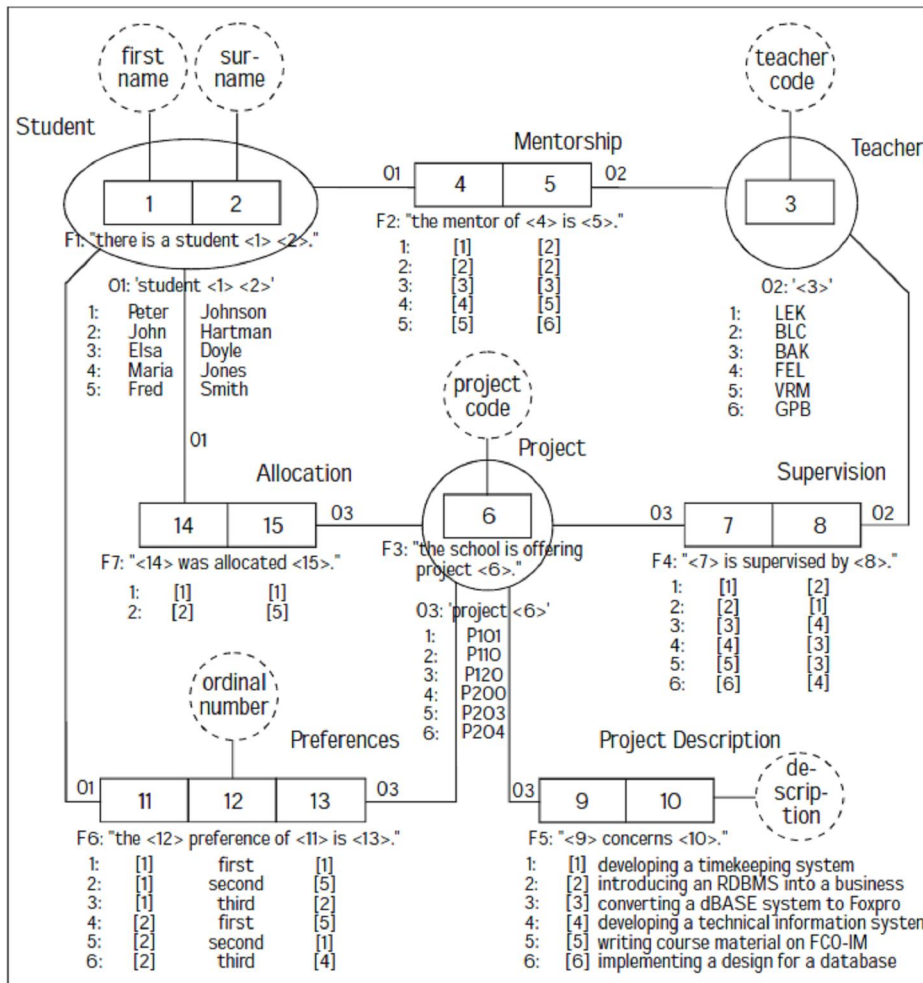 first
name
sur-
name
teacher
code
Student
Mentorship
Teacher
1 2
O1 4 5 O2
3
F1: "there is a student <1> <2>."
F2: "the mentor of <4> is <5>."
1: [1] [2]
2: [2] [2]
3: [3] [3]
4: [4] [5]
5: [5] [6]
O1: 'student <1> <2>'
1: Peter Johnson
2: John Hartman
3: Elsa Doyle
4: Maria Jones
5: Fred Smith
O2: '<3>'
1: LEK
2: BLC
3: BAK
4: FEL
5: VRM
6: GPB
project
code
O1
Allocation
Project
Supervision
14 15 O3
6
O3 7 8 O2
F7: "<14> was allocated <15>."
1: [1] [1]
2: [2] [5]
F3: "the school is offering
project <6>."
F4: "<7> is supervised by <8>."
1: [1] [2]
2: [2] [1]
3: [3] [4]
4: [4] [3]
5: [5] [3]
6: [6] [4]
O3: 'project <6>'
1: P101
2: P110
3: P120
4: P200
5: P203
6: P204
ordinal
number
Preferences
Project Description
O1 11 12 13 O3
O3 9 10
de-
scrip-
tion
F6: "the <12> preference of <11> is <13>."
1: [1] first [1]
2: [1] second [5]
3: [1] third [2]
4: [2] first [5]
5: [2] second [1]
6: [2] third [4]
F5: "<9> concerns <10>."
1: [1] developing a timekeeping system
2: [2] introducing an RDBMS into a business
3: [3] converting a dBASE system to Foxpro
4: [4] developing a technical information system
5: [5] writing course material on FCO-IM
6: [6] implementing a design for a database